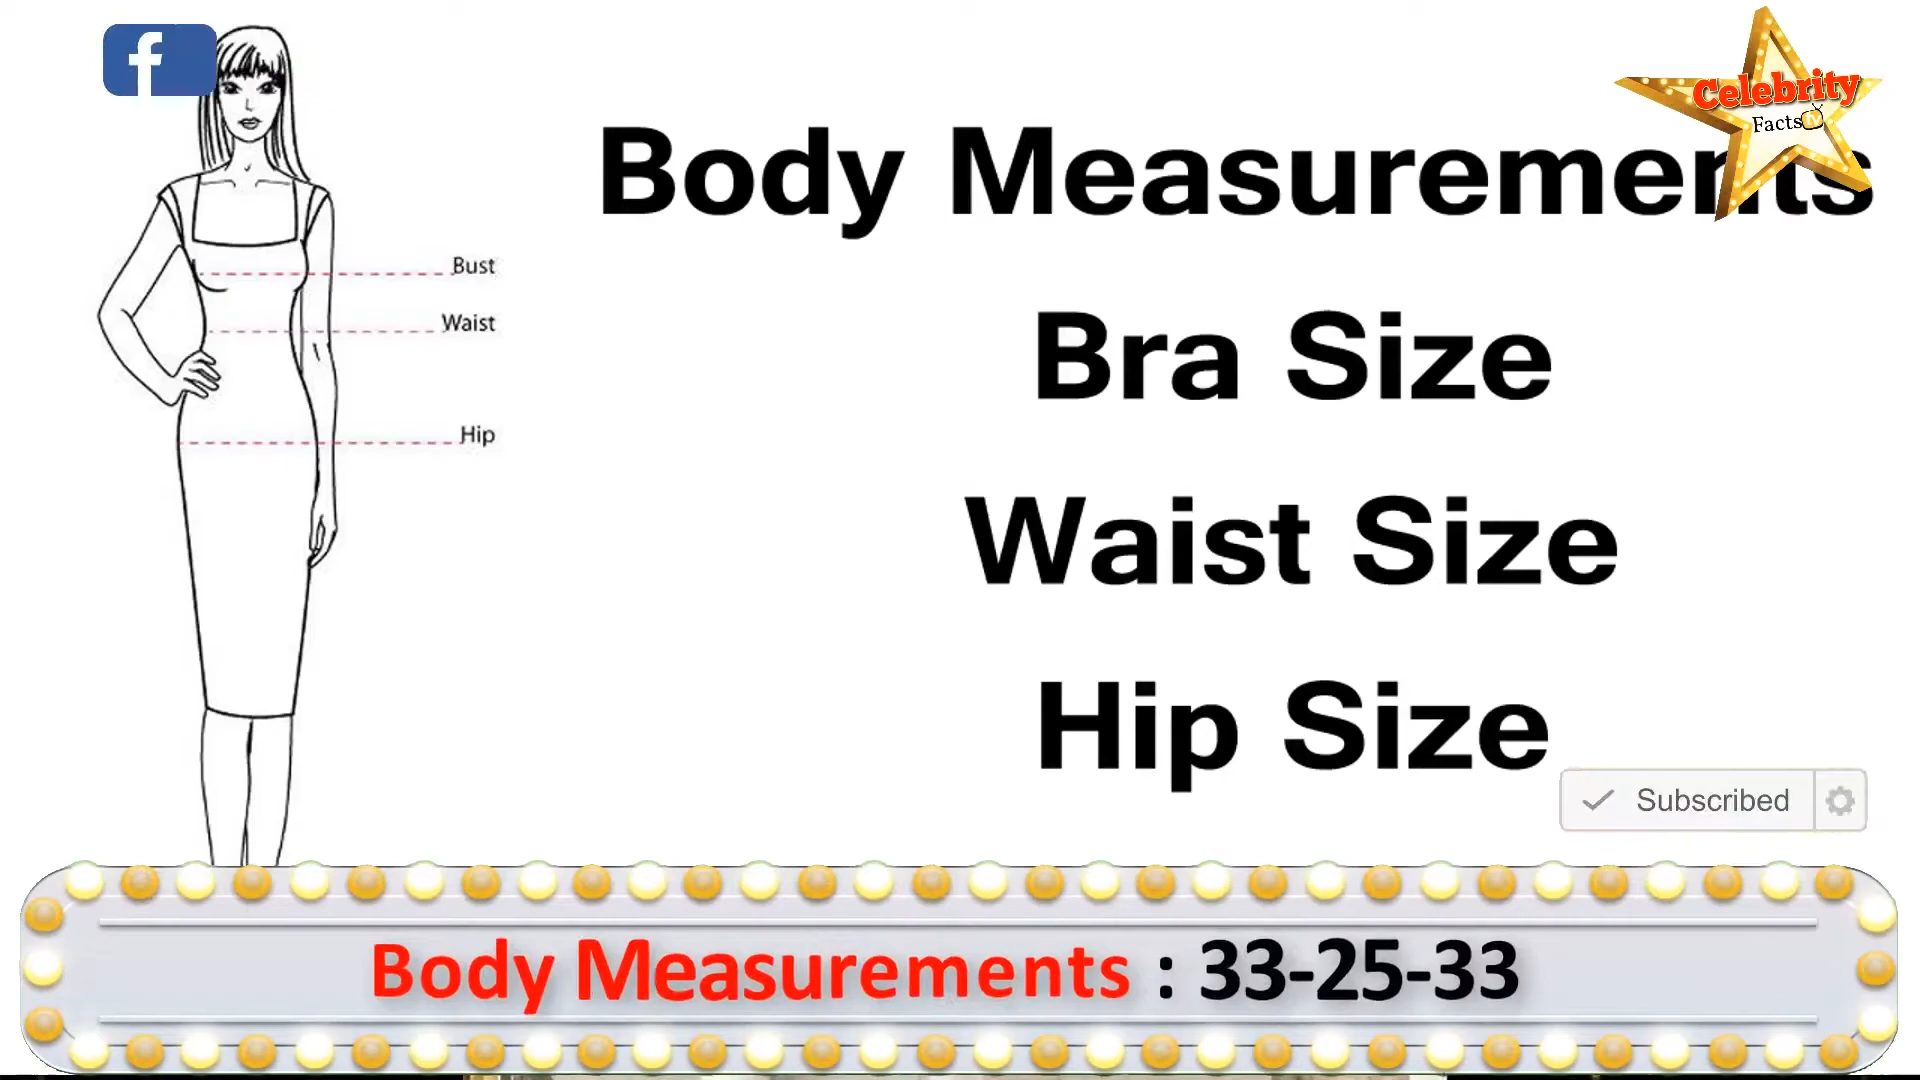 f
Celebrity
Facts tv
Body Measurements
Bust
Bra Size
Waist
Waist Size
Hip
Hip Size
Subscribed
Body Measurements : 33-25-33